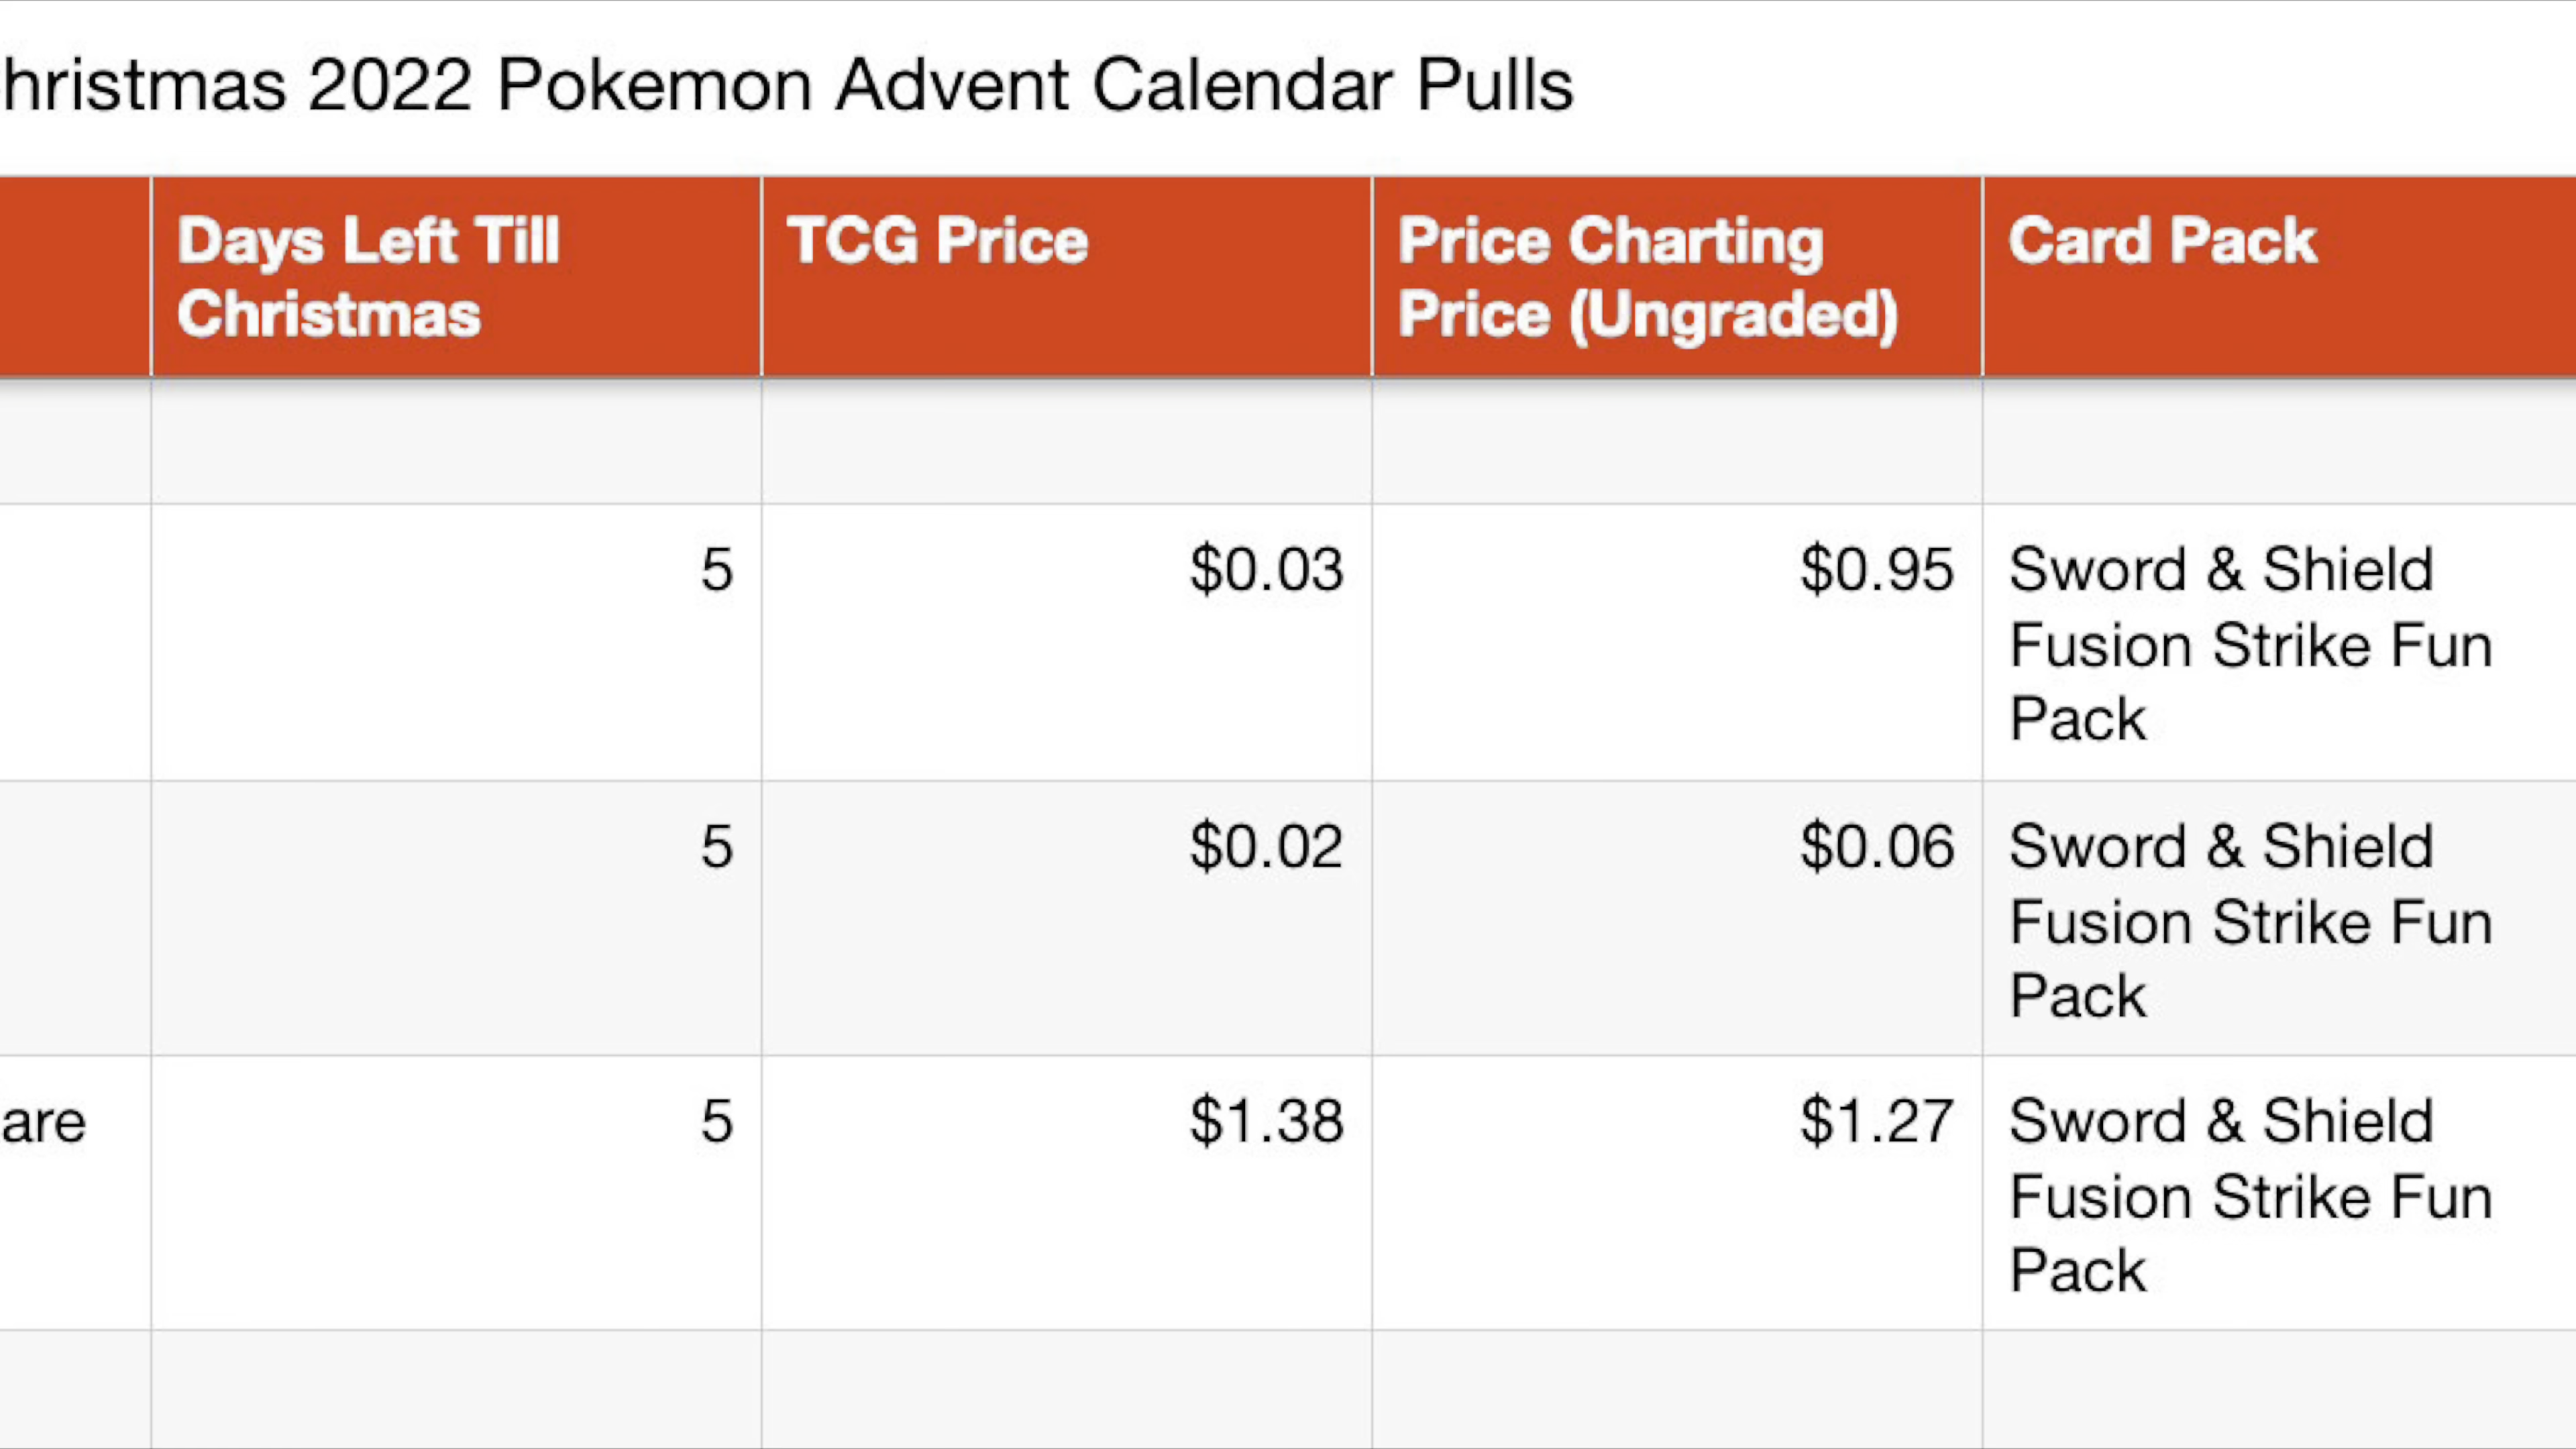 hristmas 2022 Pokemon Advent Calendar Pulls
Days Left Till
Christmas
TCG Price
Price Charting
Price (Ungraded)
Card Pack
5
$0.03
$0.95
Sword & Shield
Fusion Strike Fun
Pack
5
$0.02
$0.06
Sword & Shield
Fusion Strike Fun
Pack
are
5
$1.38
$1.27
Sword & Shield
Fusion Strike Fun
Pack